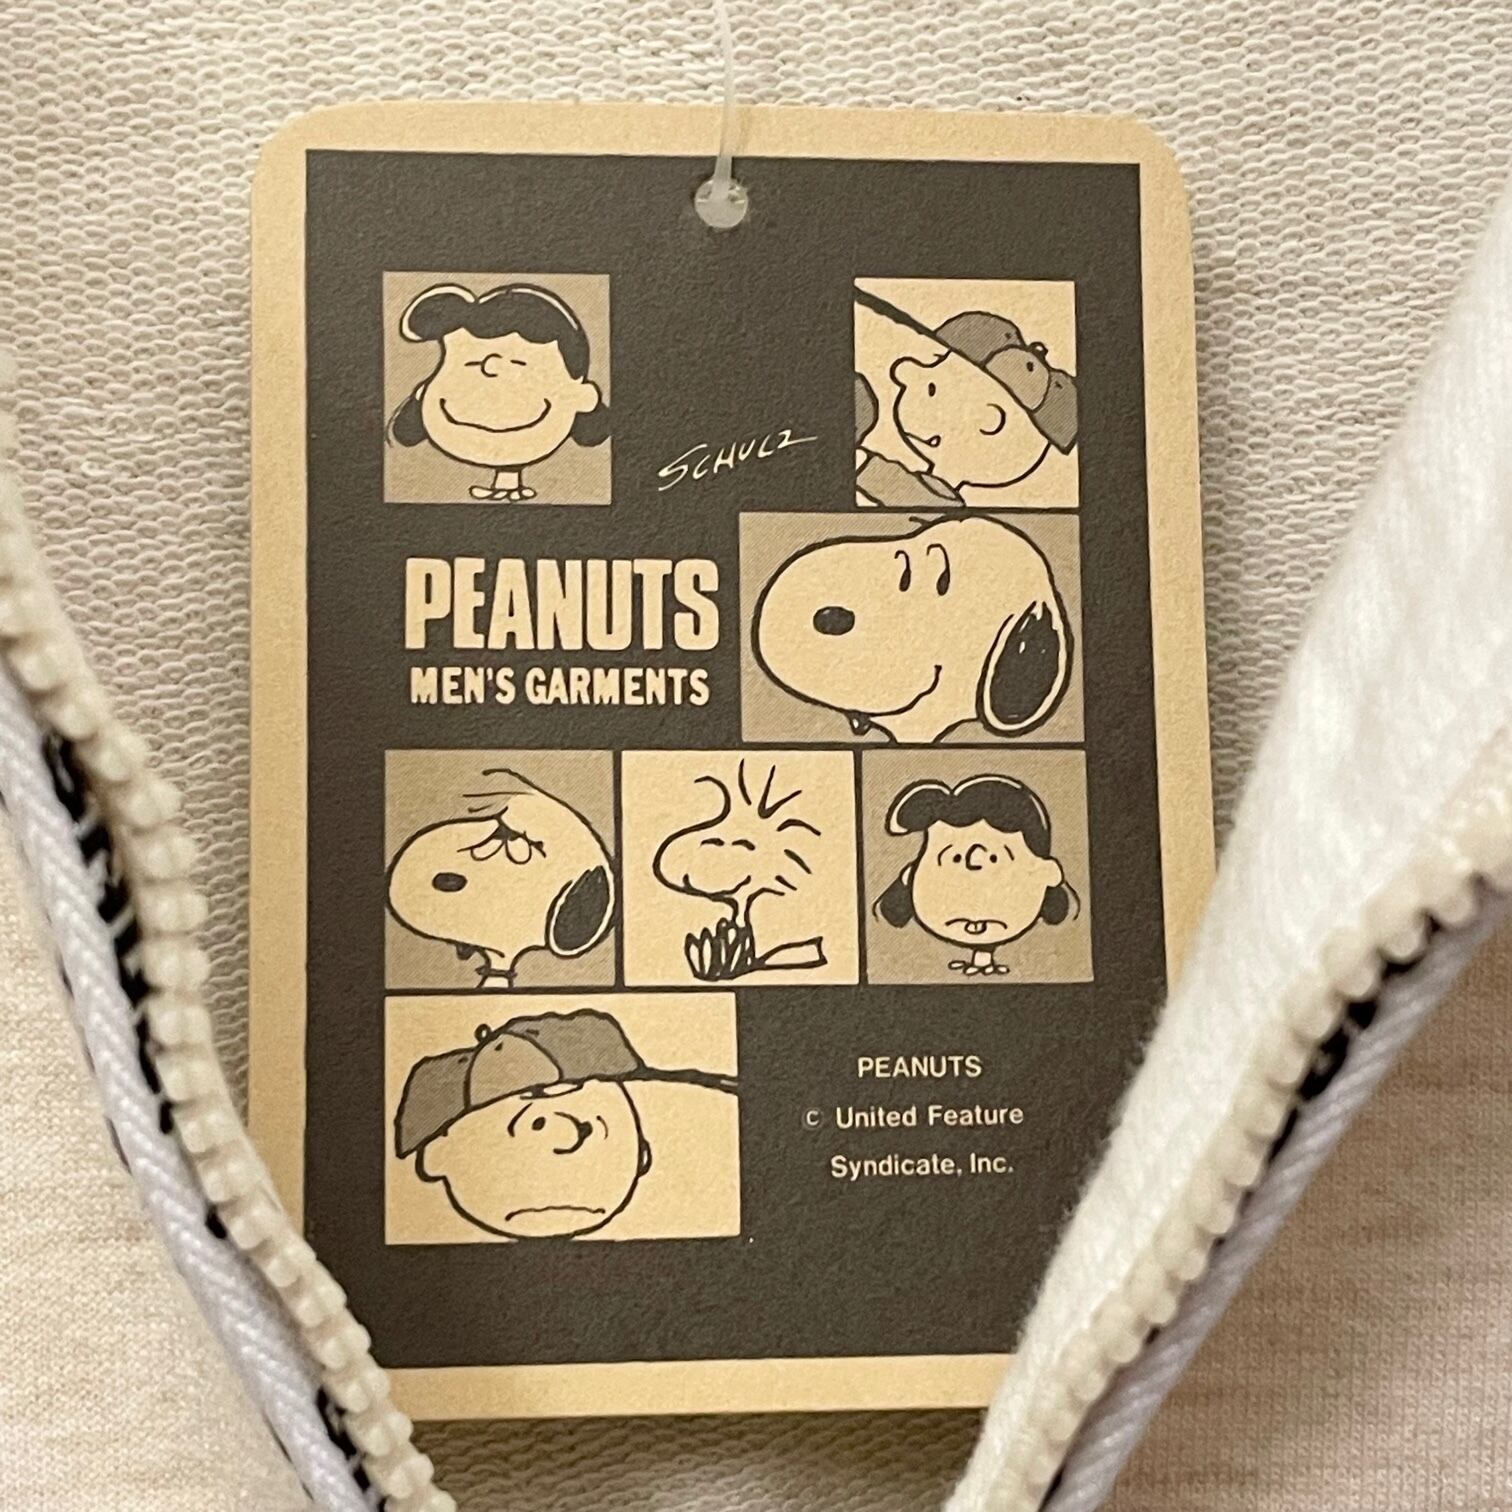 SCHULZ
PEANUTS
MEN'S GARMENTS
PEANUTS
© United Feature
Syndicate, Inc.